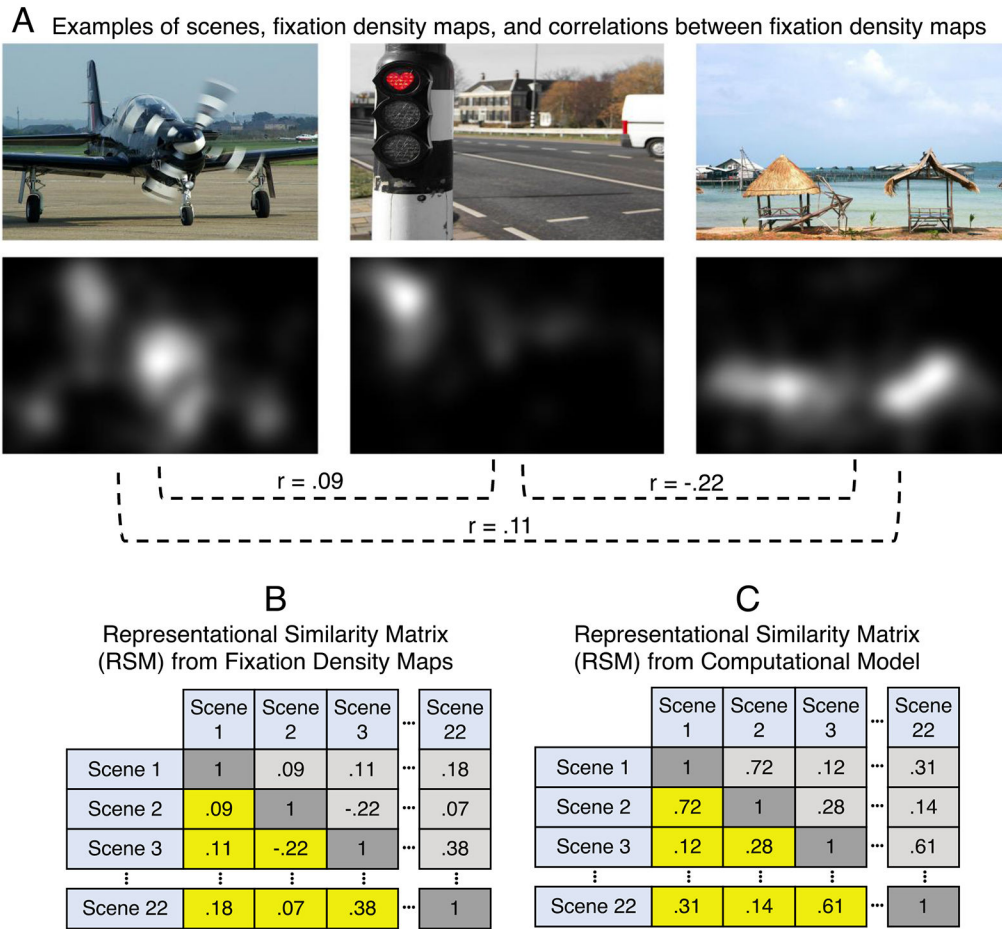 A Examples of scenes, fixation density maps, and correlations between fixation density maps
r = .09
r = -.22
r = .11
B
Representational Similarity Matrix
(RSM) from Fixation Density Maps
Scene 1 Scene 2 Scene 3 ... Scene 22
Scene 1 1 .09 .11 ... .18
Scene 2 .09 1 -.22 ... .07
Scene 3 .11 -.22 1 ... .38
Scene 22 .18 .07 .38 ... 1
C
Representational Similarity Matrix
(RSM) from Computational Model
Scene 1 Scene 2 Scene 3 ... Scene 22
Scene 1 1 .72 .12 ... .31
Scene 2 .72 1 .28 ... .14
Scene 3 .12 .28 1 ... .61
Scene 22 .31 .14 .61 ... 1